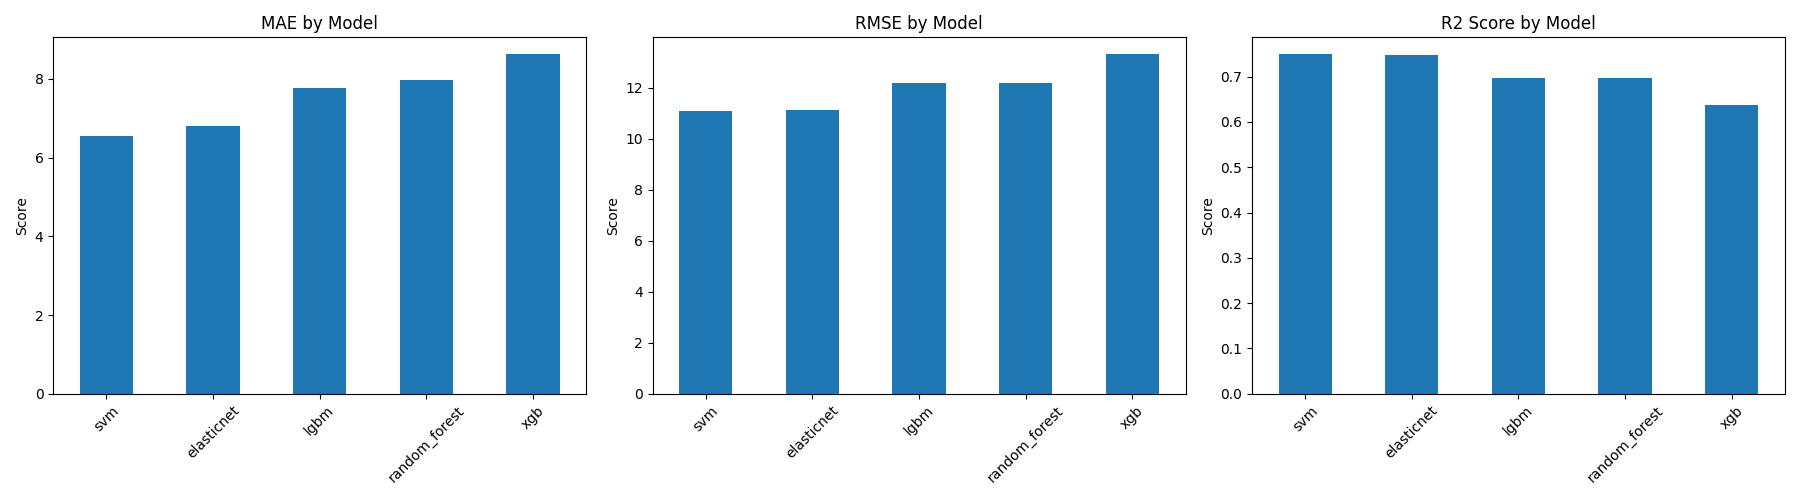 MAE by Model
Score
8
6
4
2
0
svm
elasticnet
lgbm
random_forest
xgb
RMSE by Model
Score
12
10
8
6
4
2
0
svm
elasticnet
lgbm
random_forest
xgb
R2 Score by Model
Score
0.7
0.6
0.5
0.4
0.3
0.2
0.1
0.0
svm
elasticnet
lgbm
random_forest
xgb